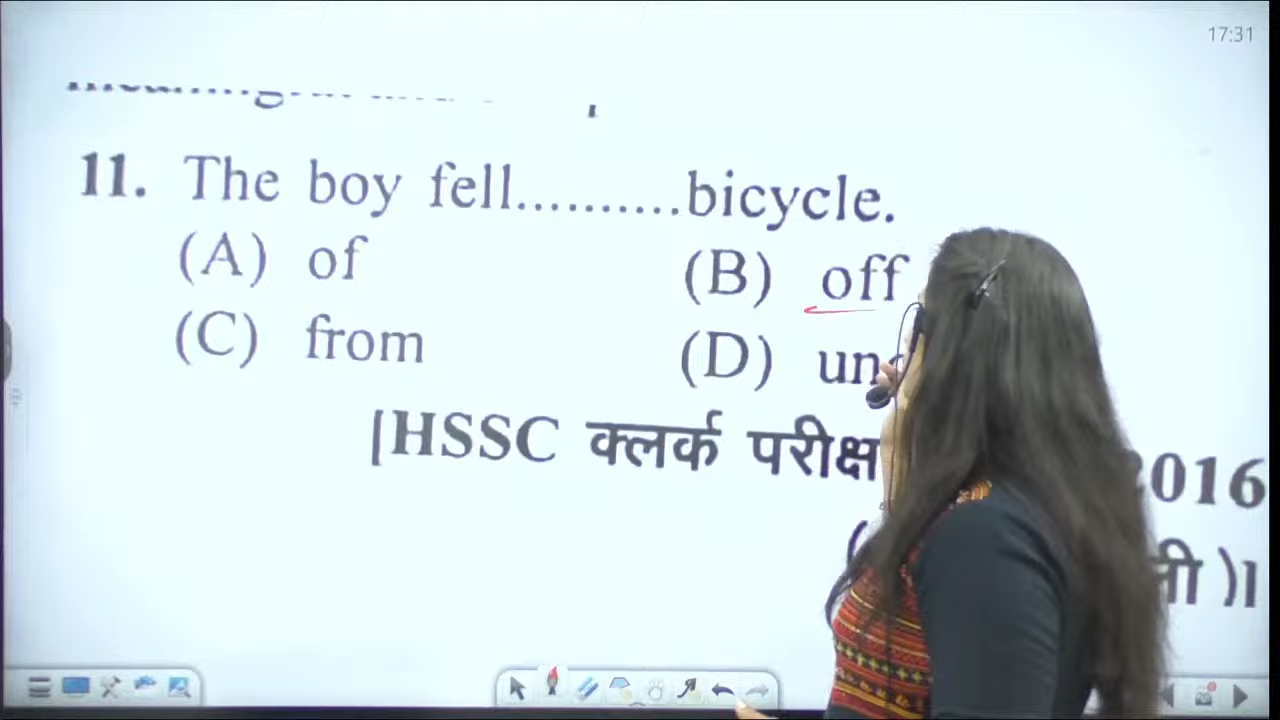 17:31
11. The boy fell..........bicycle.
(A) of (B) off
(C) from (D) un
[HSSC क्लर्क परीक्ष 2016
)।